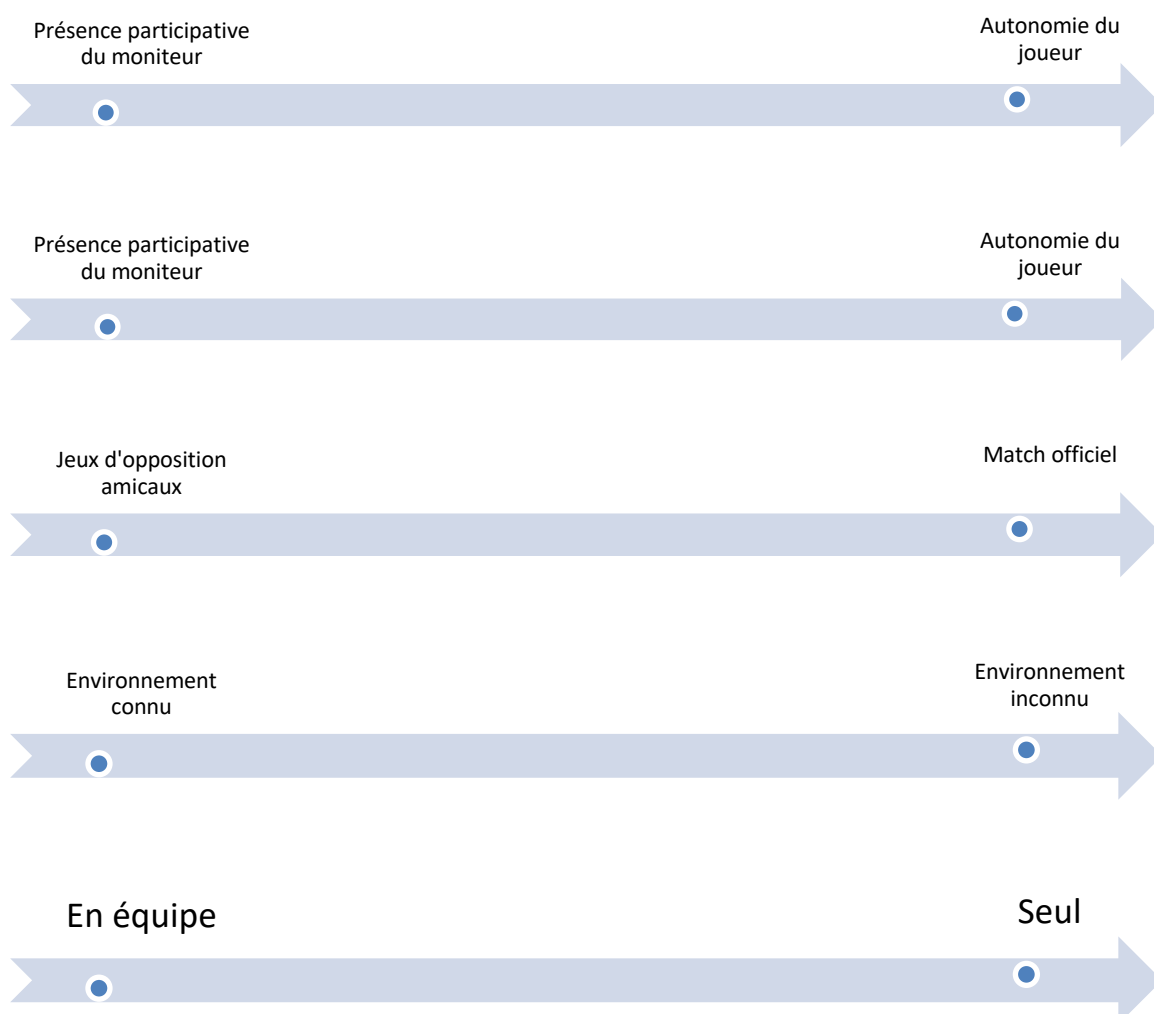 Présence participative
du moniteur
Autonomie du
joueur
Présence participative
du moniteur
Autonomie du
joueur
Jeux d'opposition
amicaux
Match officiel
Environnement
connu
Environnement
inconnu
En équipe
Seul